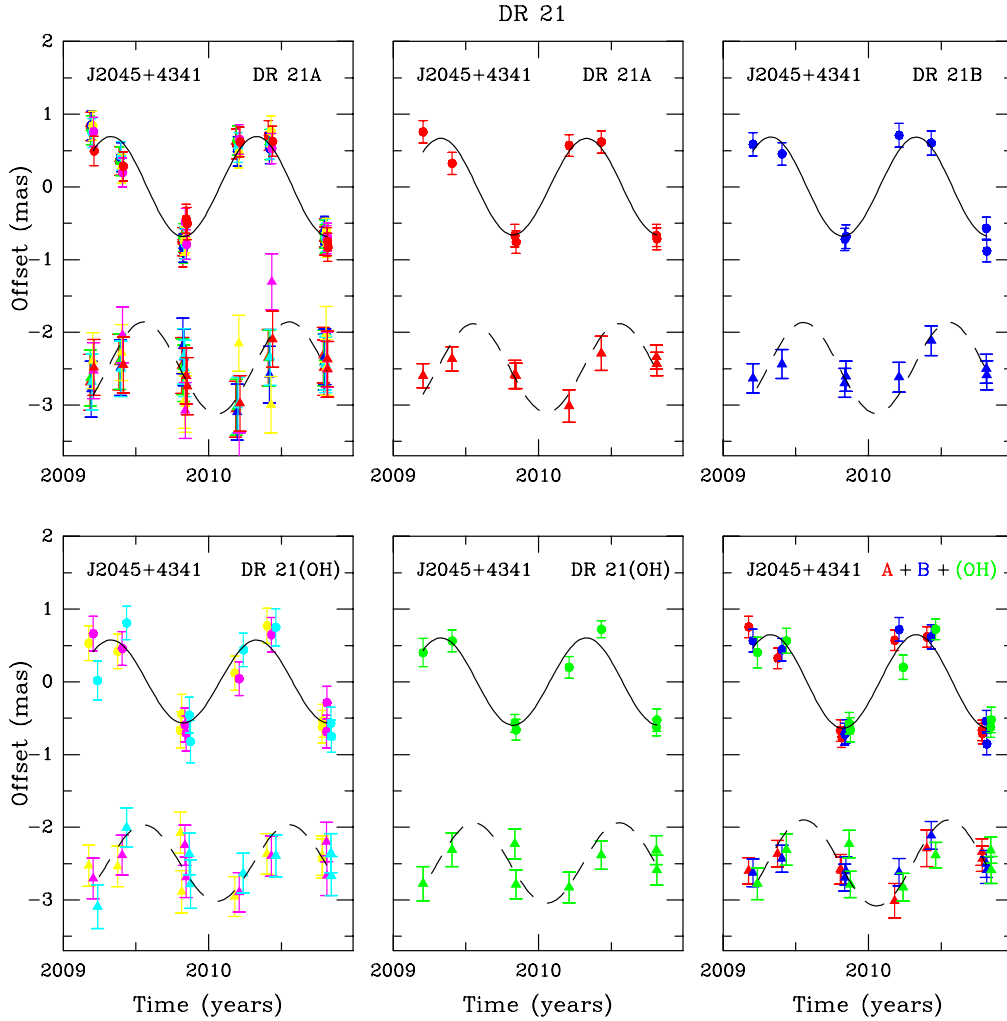 DR 21
2
1
0
-1
-2
-3
Offset (mas)
J2045+4341 DR 21A
2009 2010
J2045+4341 DR 21A
2009 2010
J2045+4341 DR 21B
2009 2010
2
1
0
-1
-2
-3
Offset (mas)
J2045+4341 DR 21(OH)
2009 2010
Time (years)
J2045+4341 DR 21(OH)
2009 2010
Time (years)
J2045+4341 A + B + (OH)
2009 2010
Time (years)